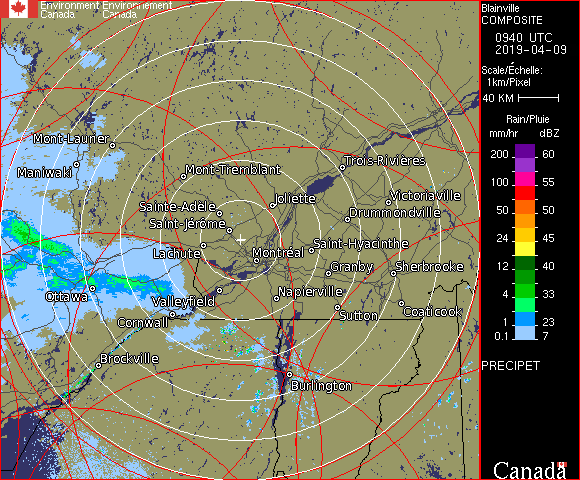 Environment Environnement
Canada Canada
Blainville
COMPOSITE
0940 UTC
2019-04-09
Scale/Échelle:
1km/Pixel
40 KM
Rain/Pluie
mm/hr dBZ
200 60
100 55
50 50
24 45
12 40
4 33
1 23
0.1 7
PRECIPET
Mont-Laurier
Maniwaki
Mont-Tremblant
Trois-Rivières
Sainte-Adèle
Joliette
Victoriaville
Drummondville
Saint-Jérôme
Lachute
Montréal
Saint-Hyacinthe
Granby
Sherbrooke
Ottawa
Valleyfield
Napierville
Cornwall
Sutton
Coaticook
Brockville
Burlington
Canada